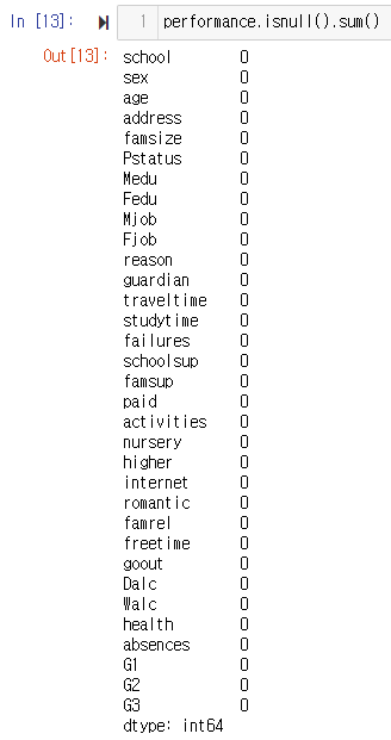 In [13]: 1 performance.isnull().sum()
Out[13]: school 0
sex 0
age 0
address 0
famsize 0
Pstatus 0
Medu 0
Fedu 0
Mjob 0
Fjob 0
reason 0
guardian 0
traveltime 0
studytime 0
failures 0
schoolsup 0
famsup 0
paid 0
activities 0
nursery 0
higher 0
internet 0
romantic 0
famrel 0
freetime 0
goout 0
Dalc 0
Walc 0
health 0
absences 0
G1 0
G2 0
G3 0
dtype: int64